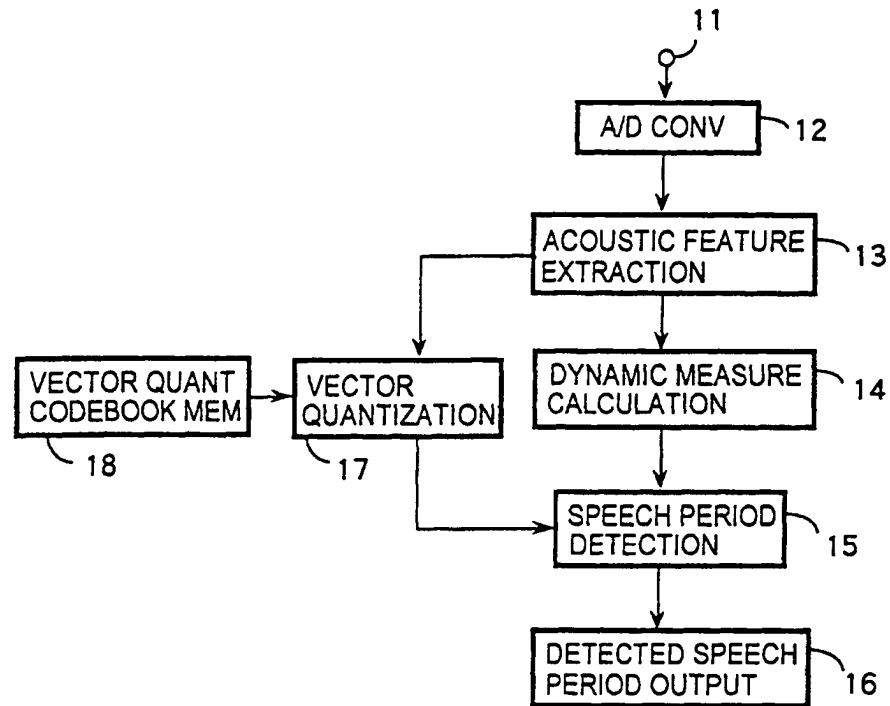 11
A/D CONV
12
ACOUSTIC FEATURE
EXTRACTION
13
VECTOR QUANT
CODEBOOK MEM
18
VECTOR
QUANTIZATION
17
DYNAMIC MEASURE
CALCULATION
14
SPEECH PERIOD
DETECTION
15
DETECTED SPEECH
PERIOD OUTPUT
16